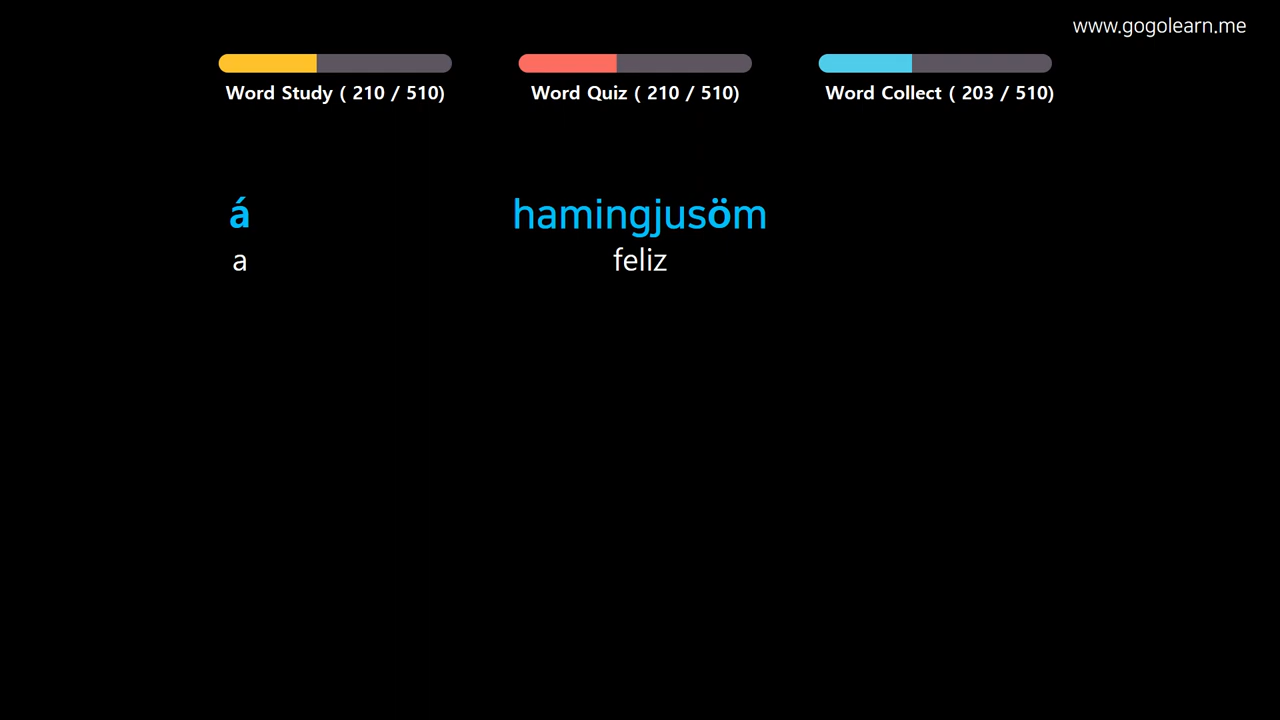 www.gogolearn.me
Word Study ( 210 / 510)
Word Quiz ( 210 / 510)
Word Collect ( 203 / 510)
á
hamingjusöm
a
feliz